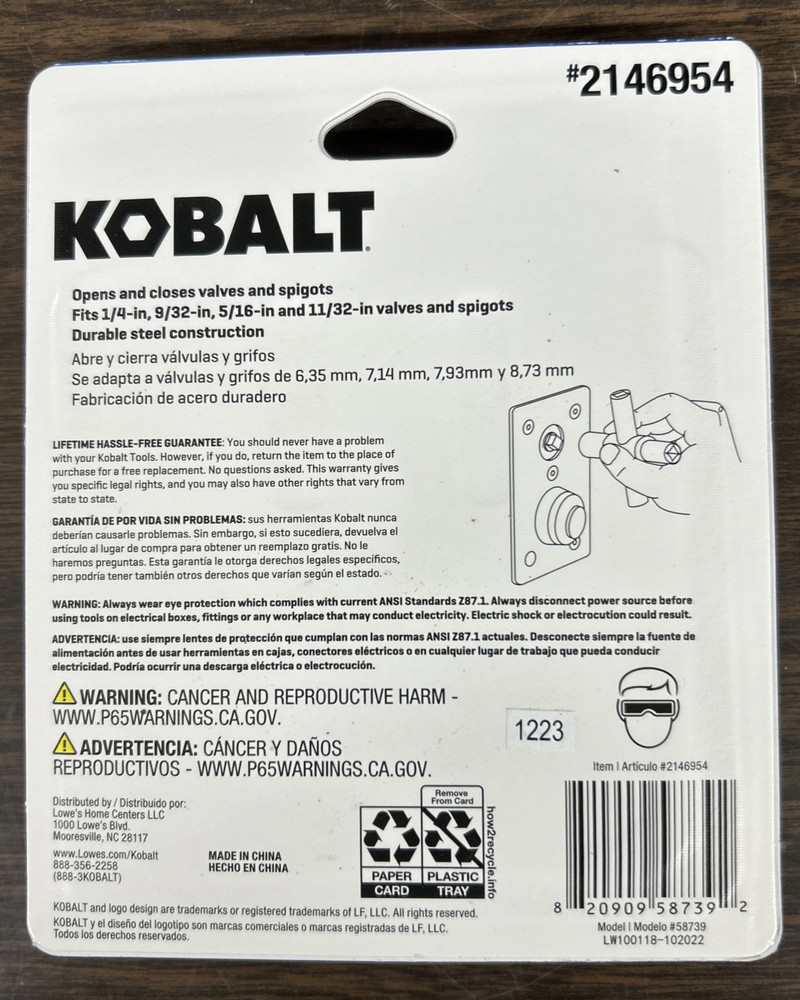 #2146954
KOBALT.
Opens and closes valves and spigots
Fits 1/4-in, 9/32-in, 5/16-in and 11/32-in valves and spigots
Durable steel construction
Abre y cierra válvulas y grifos
Se adapta a válvulas y grifos de 6,35 mm, 7,14 mm, 7,93mm y 8,73 mm
Fabricación de acero duradero
LIFETIME HASSLE-FREE GUARANTEE: You should never have a problem
with your Kobalt Tools. However, if you do, return the item to the place of
purchase for a free replacement. No questions asked. This warranty gives
you specific legal rights, and you may also have other rights that vary from
state to state.
GARANTÍA DE POR VIDA SIN PROBLEMAS: sus herramientas Kobalt nunca
deberían causarle problemas. Sin embargo, si esto sucediera, devuelva el
artículo al lugar de compra para obtener un reemplazo gratis. No le
haremos preguntas. Esta garantía le otorga derechos legales específicos,
pero podría tener también otros derechos que varían según el estado.
WARNING: Always wear eye protection which complies with current ANSI Standards Z87.1. Always disconnect power source before
using tools on electrical boxes, fittings or any workplace that may conduct electricity. Electric shock or electrocution could result.
ADVERTENCIA: use siempre lentes de protección que cumplan con las normas ANSI Z87.1 actuales. Desconecte siempre la fuente de
alimentación antes de usar herramientas en cajas, conectores eléctricos o en cualquier lugar de trabajo que pueda conducir
electricidad. Podría ocurrir una descarga eléctrica o electrocución.
WARNING: CANCER AND REPRODUCTIVE HARM -
WWW.P65WARNINGS.CA.GOV.
ADVERTENCIA: CÁNCER Y DAÑOS
REPRODUCTIVOS - WWW.P65WARNINGS.CA.GOV.
1223
Item | Artículo #2146954
Distributed by / Distribuido por:
Lowe's Home Centers LLC
1000 Lowe's Blvd.
Mooresville, NC 28117
www.Lowes.com/Kobalt
888-356-2258
(888-3KOBALT)
MADE IN CHINA
HECHO EN CHINA
Remove
From Card
PAPER
CARD
PLASTIC
TRAY
how2recycle.info
8 20909 58739 2
Model | Modelo #58739
LW100118-102022
KOBALT and logo design are trademarks or registered trademarks of LF, LLC. All rights reserved.
KOBALT y el diseño del logotipo son marcas comerciales o marcas registradas de LF, LLC.
Todos los derechos reservados.